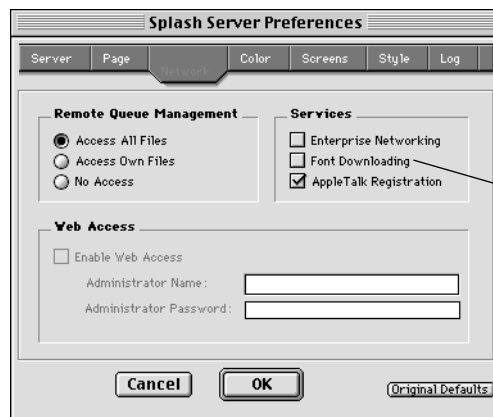 Splash Server Preferences
Server Page Network Color Screens Style Log
Remote Queue Management
Access All Files
Access Own Files
No Access
Services
Enterprise Networking
Font Downloading
AppleTalk Registration
Web Access
Enable Web Access
Administrator Name:
Administrator Password:
Cancel OK Original Defaults